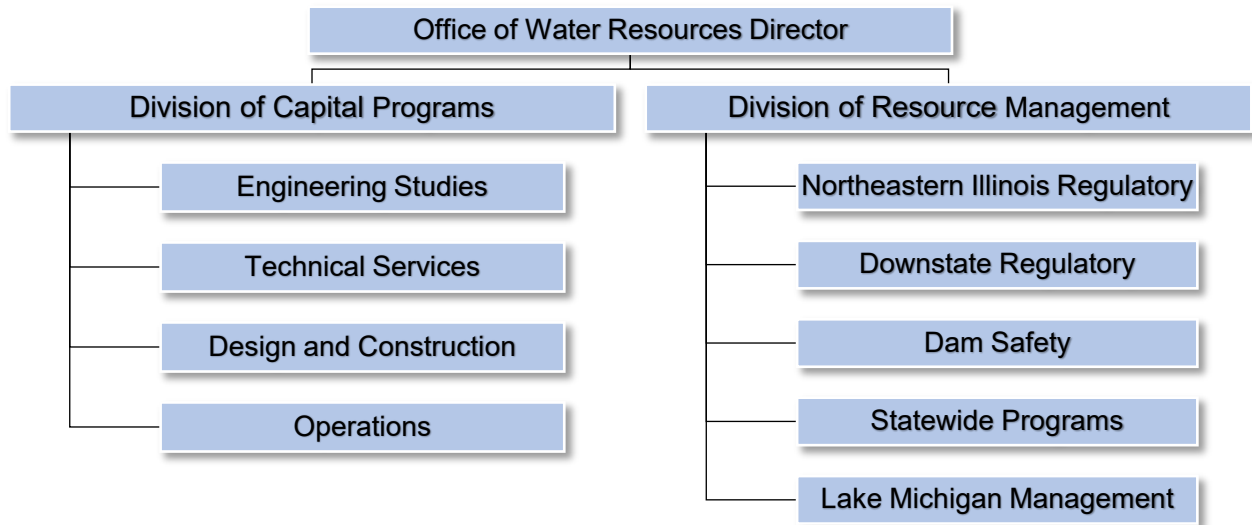 Office of Water Resources Director
Division of Capital Programs
Engineering Studies
Technical Services
Design and Construction
Operations
Division of Resource Management
Northeastern Illinois Regulatory
Downstate Regulatory
Dam Safety
Statewide Programs
Lake Michigan Management